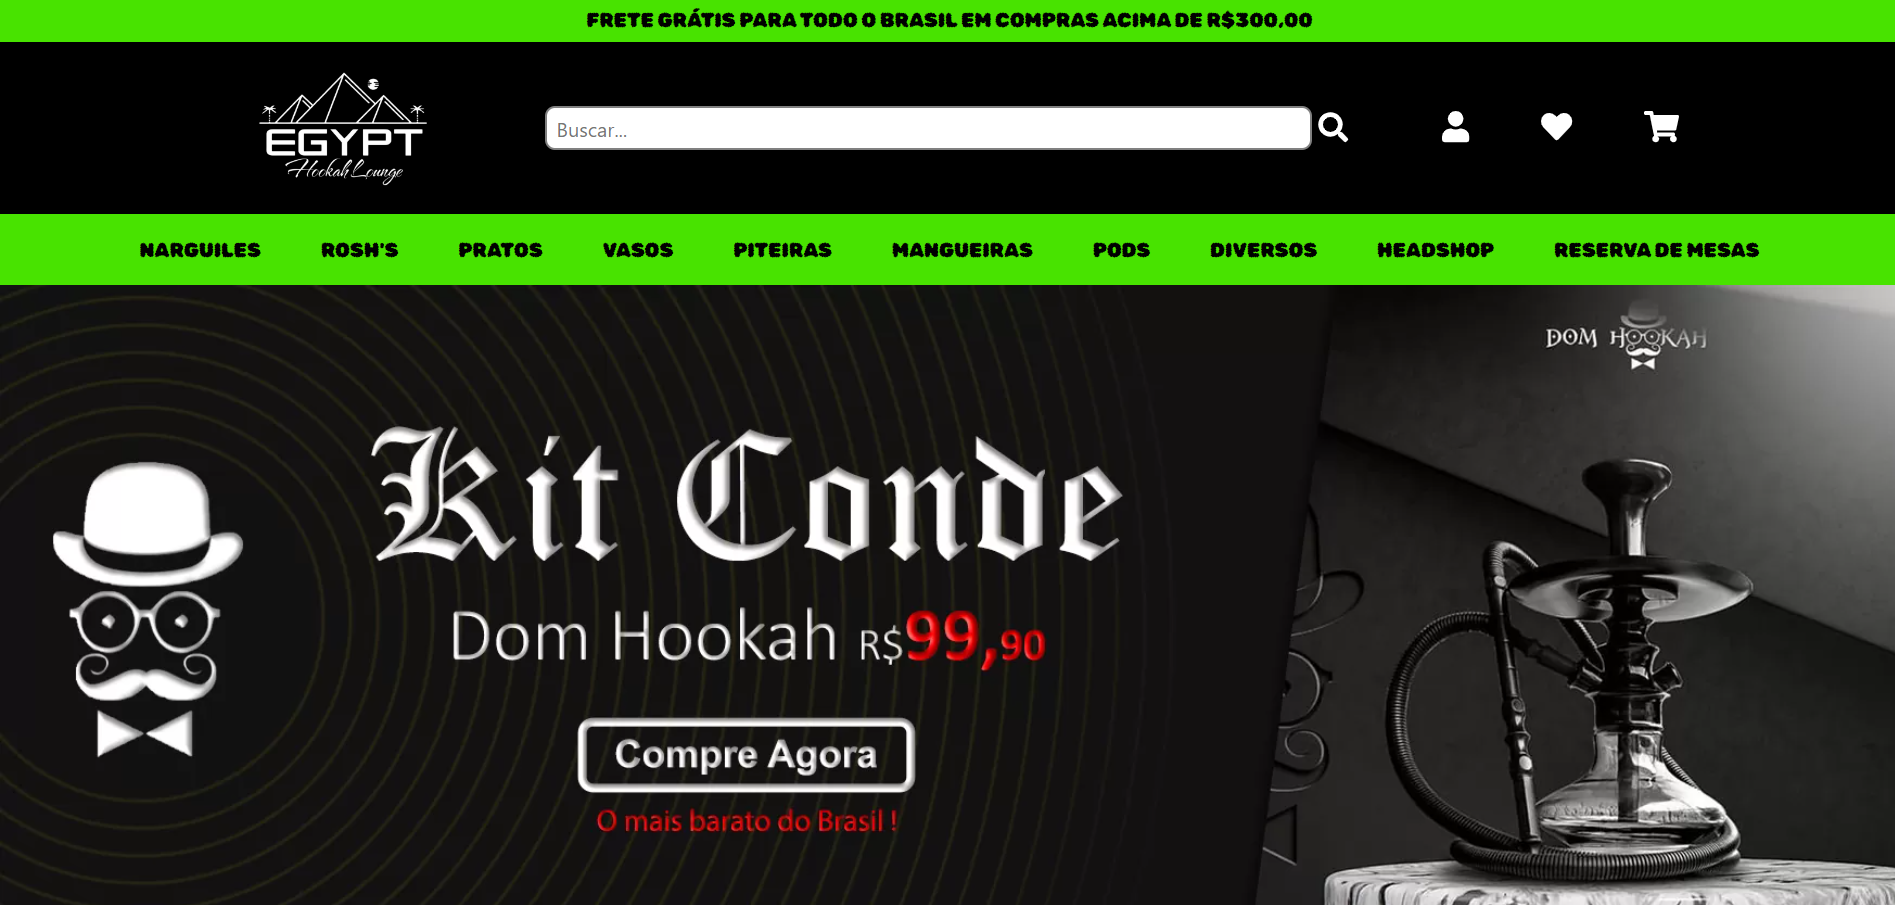 FRETE GRÁTIS PARA TODO O BRASIL EM COMPRAS ACIMA DE R$300,00
EGYPT
Hookah Lounge
Buscar...
NARGUILES ROSH'S PRATOS VASOS PITEIRAS MANGUEIRAS PODS DIVERSOS HEADSHOP RESERVA DE MESAS
DOM HOOKAH
Kit Conde
Dom Hookah R$99,90
Compre Agora
O mais barato do Brasil !